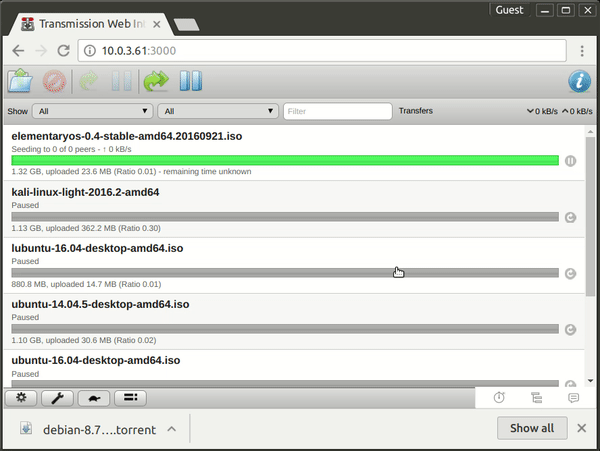 Guest
Transmission Web In
10.0.3.61:3000
Show All All Filter Transfers 0 kB/s 0 kB/s
elementaryos-0.4-stable-amd64.20160921.iso
Seeding to 0 of 0 peers - ↑ 0 kB/s
1.32 GB, uploaded 23.6 MB (Ratio 0.01) - remaining time unknown
kali-linux-light-2016.2-amd64
Paused
1.13 GB, uploaded 362.2 MB (Ratio 0.30)
lubuntu-16.04-desktop-amd64.iso
Paused
880.8 MB, uploaded 14.7 MB (Ratio 0.01)
ubuntu-14.04.5-desktop-amd64.iso
Paused
1.10 GB, uploaded 30.6 MB (Ratio 0.02)
ubuntu-16.04-desktop-amd64.iso
Paused
debian-8.7….torrent Show all